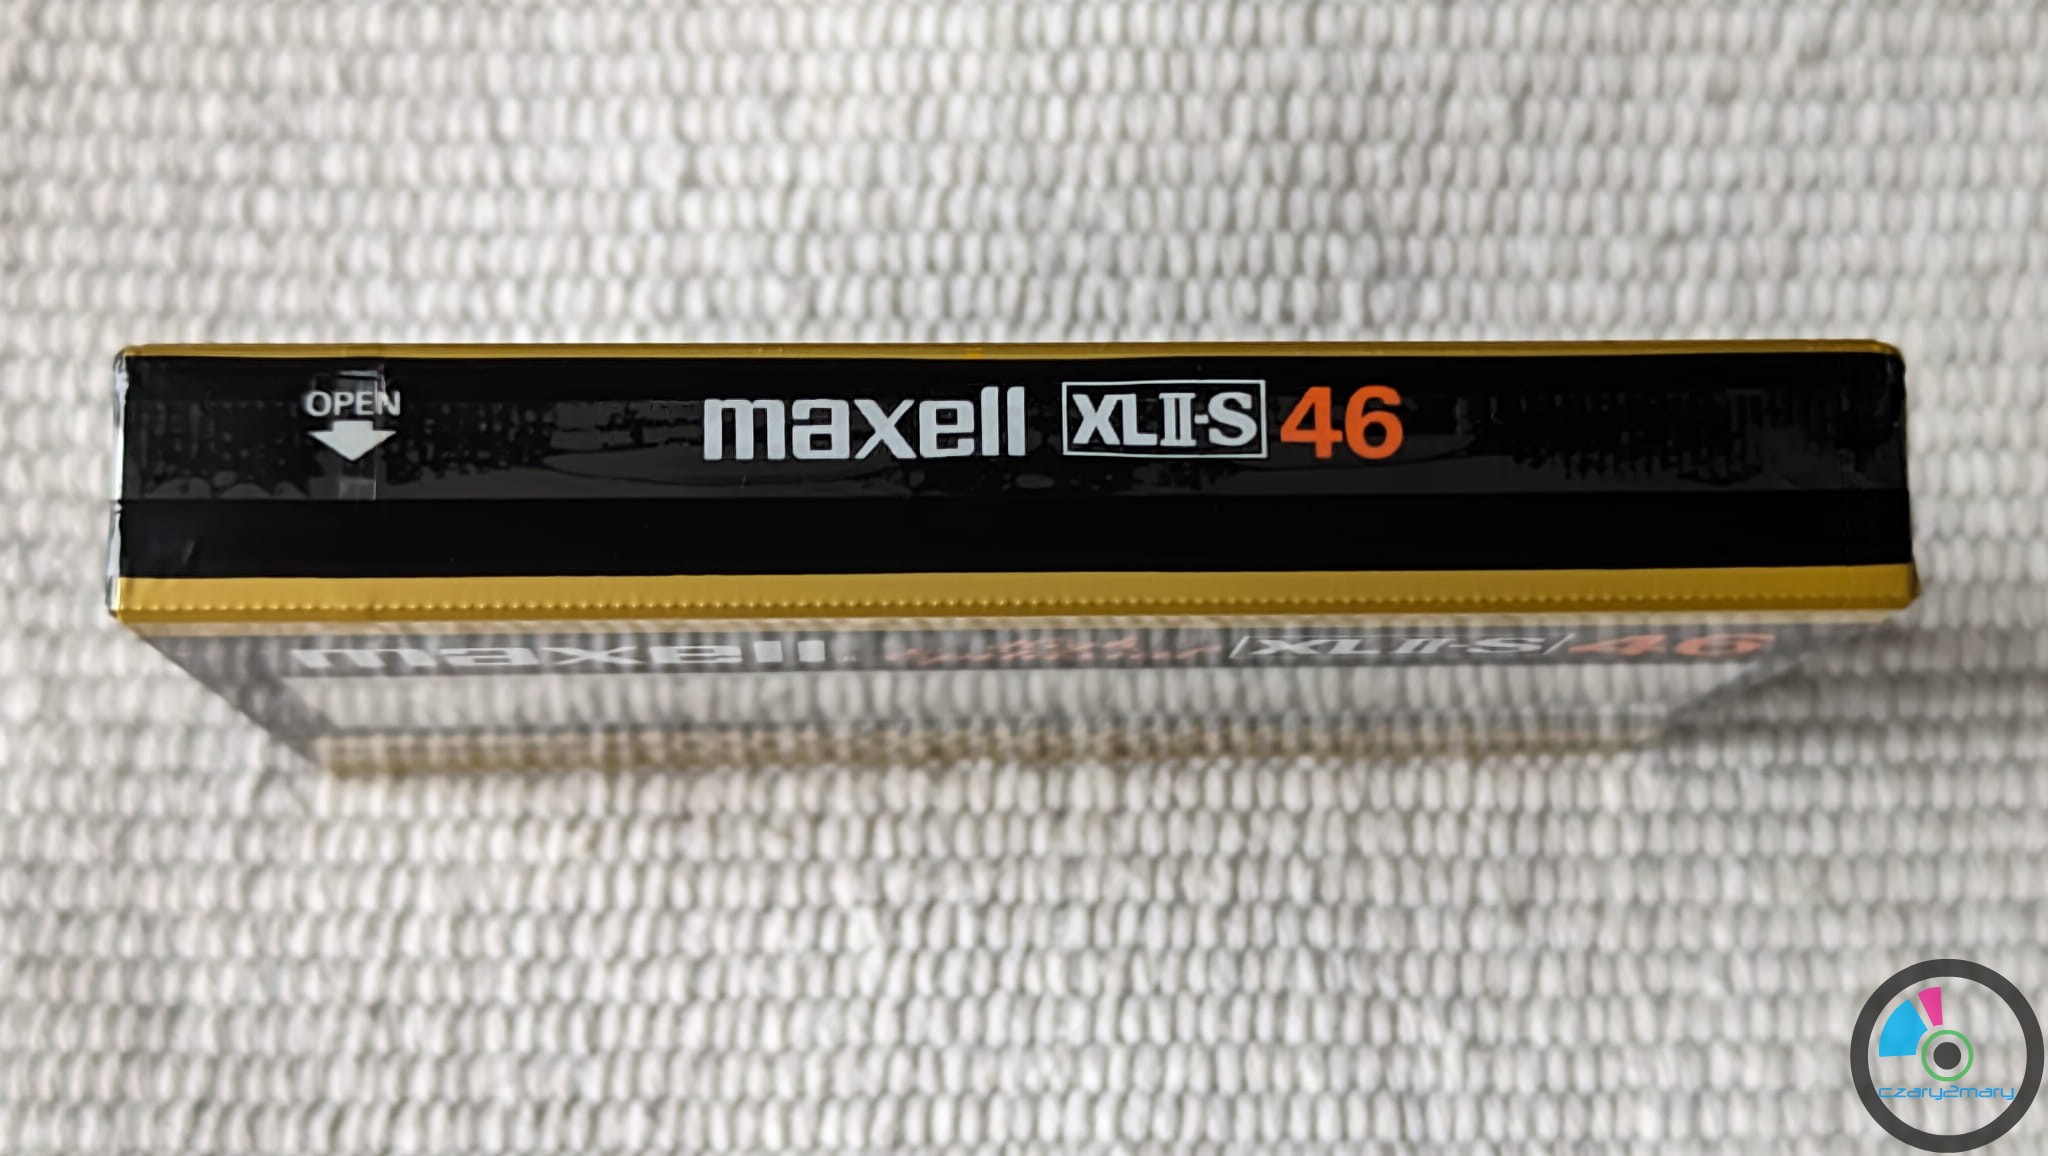 OPEN
maxell XLII-S 46
maxell XLII-S 46
czary2mary